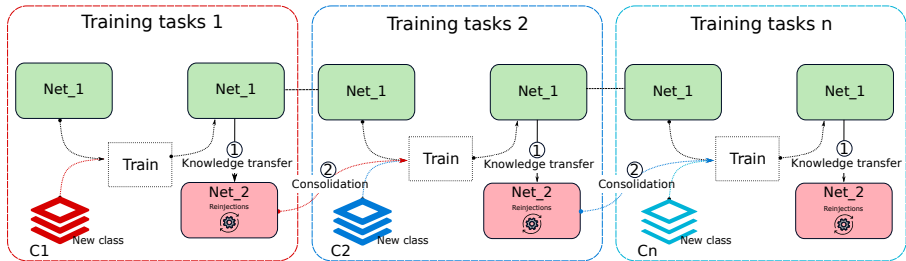 Training tasks 1
Net_1
Net_1
Train
①
Knowledge transfer
Net_2
Reinjections
New class
C1
②
Consolidation
Training tasks 2
Net_1
Net_1
Train
①
Knowledge transfer
Net_2
Reinjections
New class
C2
②
Consolidation
Training tasks n
Net_1
Net_1
Train
①
Knowledge transfer
Net_2
Reinjections
New class
Cn